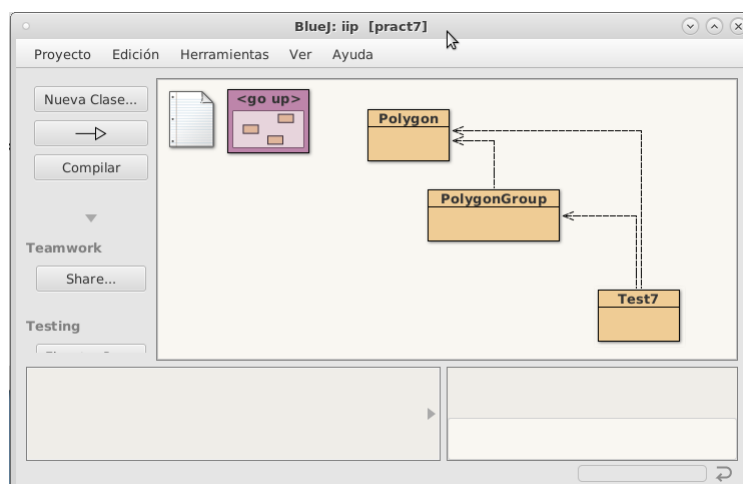 BlueJ: iip [pract7]
Proyecto Edición Herramientas Ver Ayuda
Nueva Clase...
Compilar
Teamwork
Share...
Testing
<go up>
Polygon
PolygonGroup
Test7